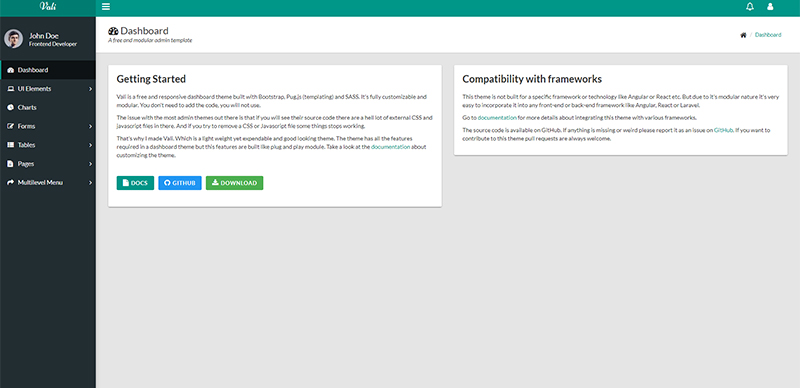 Vali
John Doe
Frontend Developer
Dashboard
UI Elements
Charts
Forms
Tables
Pages
Multilevel Menu
Dashboard
A free and modular admin template
/ Dashboard
Getting Started
Vali is a free and responsive dashboard theme built with Bootstrap, Pug.js (templating) and SASS. It's fully customizable and
modular. You don't need to add the code, you will not use.
The issue with the most admin themes out there is that if you will see their source code there are a hell lot of external CSS and
javascript files in there. And if you try to remove a CSS or Javascript file some things stops working.
That's why I made Vali. Which is a light weight yet expendable and good looking theme. The theme has all the features
required in a dashboard theme but this features are built like plug and play module. Take a look at the documentation about
customizing the theme.
DOCS
GITHUB
DOWNLOAD
Compatibility with frameworks
This theme is not built for a specific framework or technology like Angular or React etc. But due to it's modular nature it's very
easy to incorporate it into any front-end or back-end framework like Angular, React or Laravel.
Go to documentation for more details about integrating this theme with various frameworks.
The source code is available on GitHub. If anything is missing or weird please report it as an issue on GitHub. If you want to
contribute to this theme pull requests are always welcome.